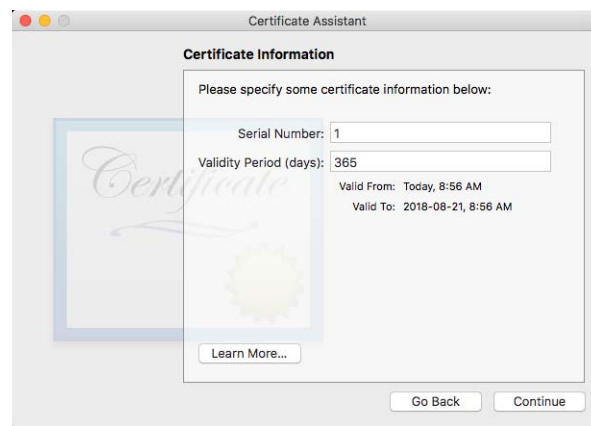 Certificate Assistant
Certificate Information
Please specify some certificate information below:
Serial Number: 1
Validity Period (days): 365
Certificate
Valid From: Today, 8:56 AM
Valid To: 2018-08-21, 8:56 AM
Learn More...
Go Back Continue